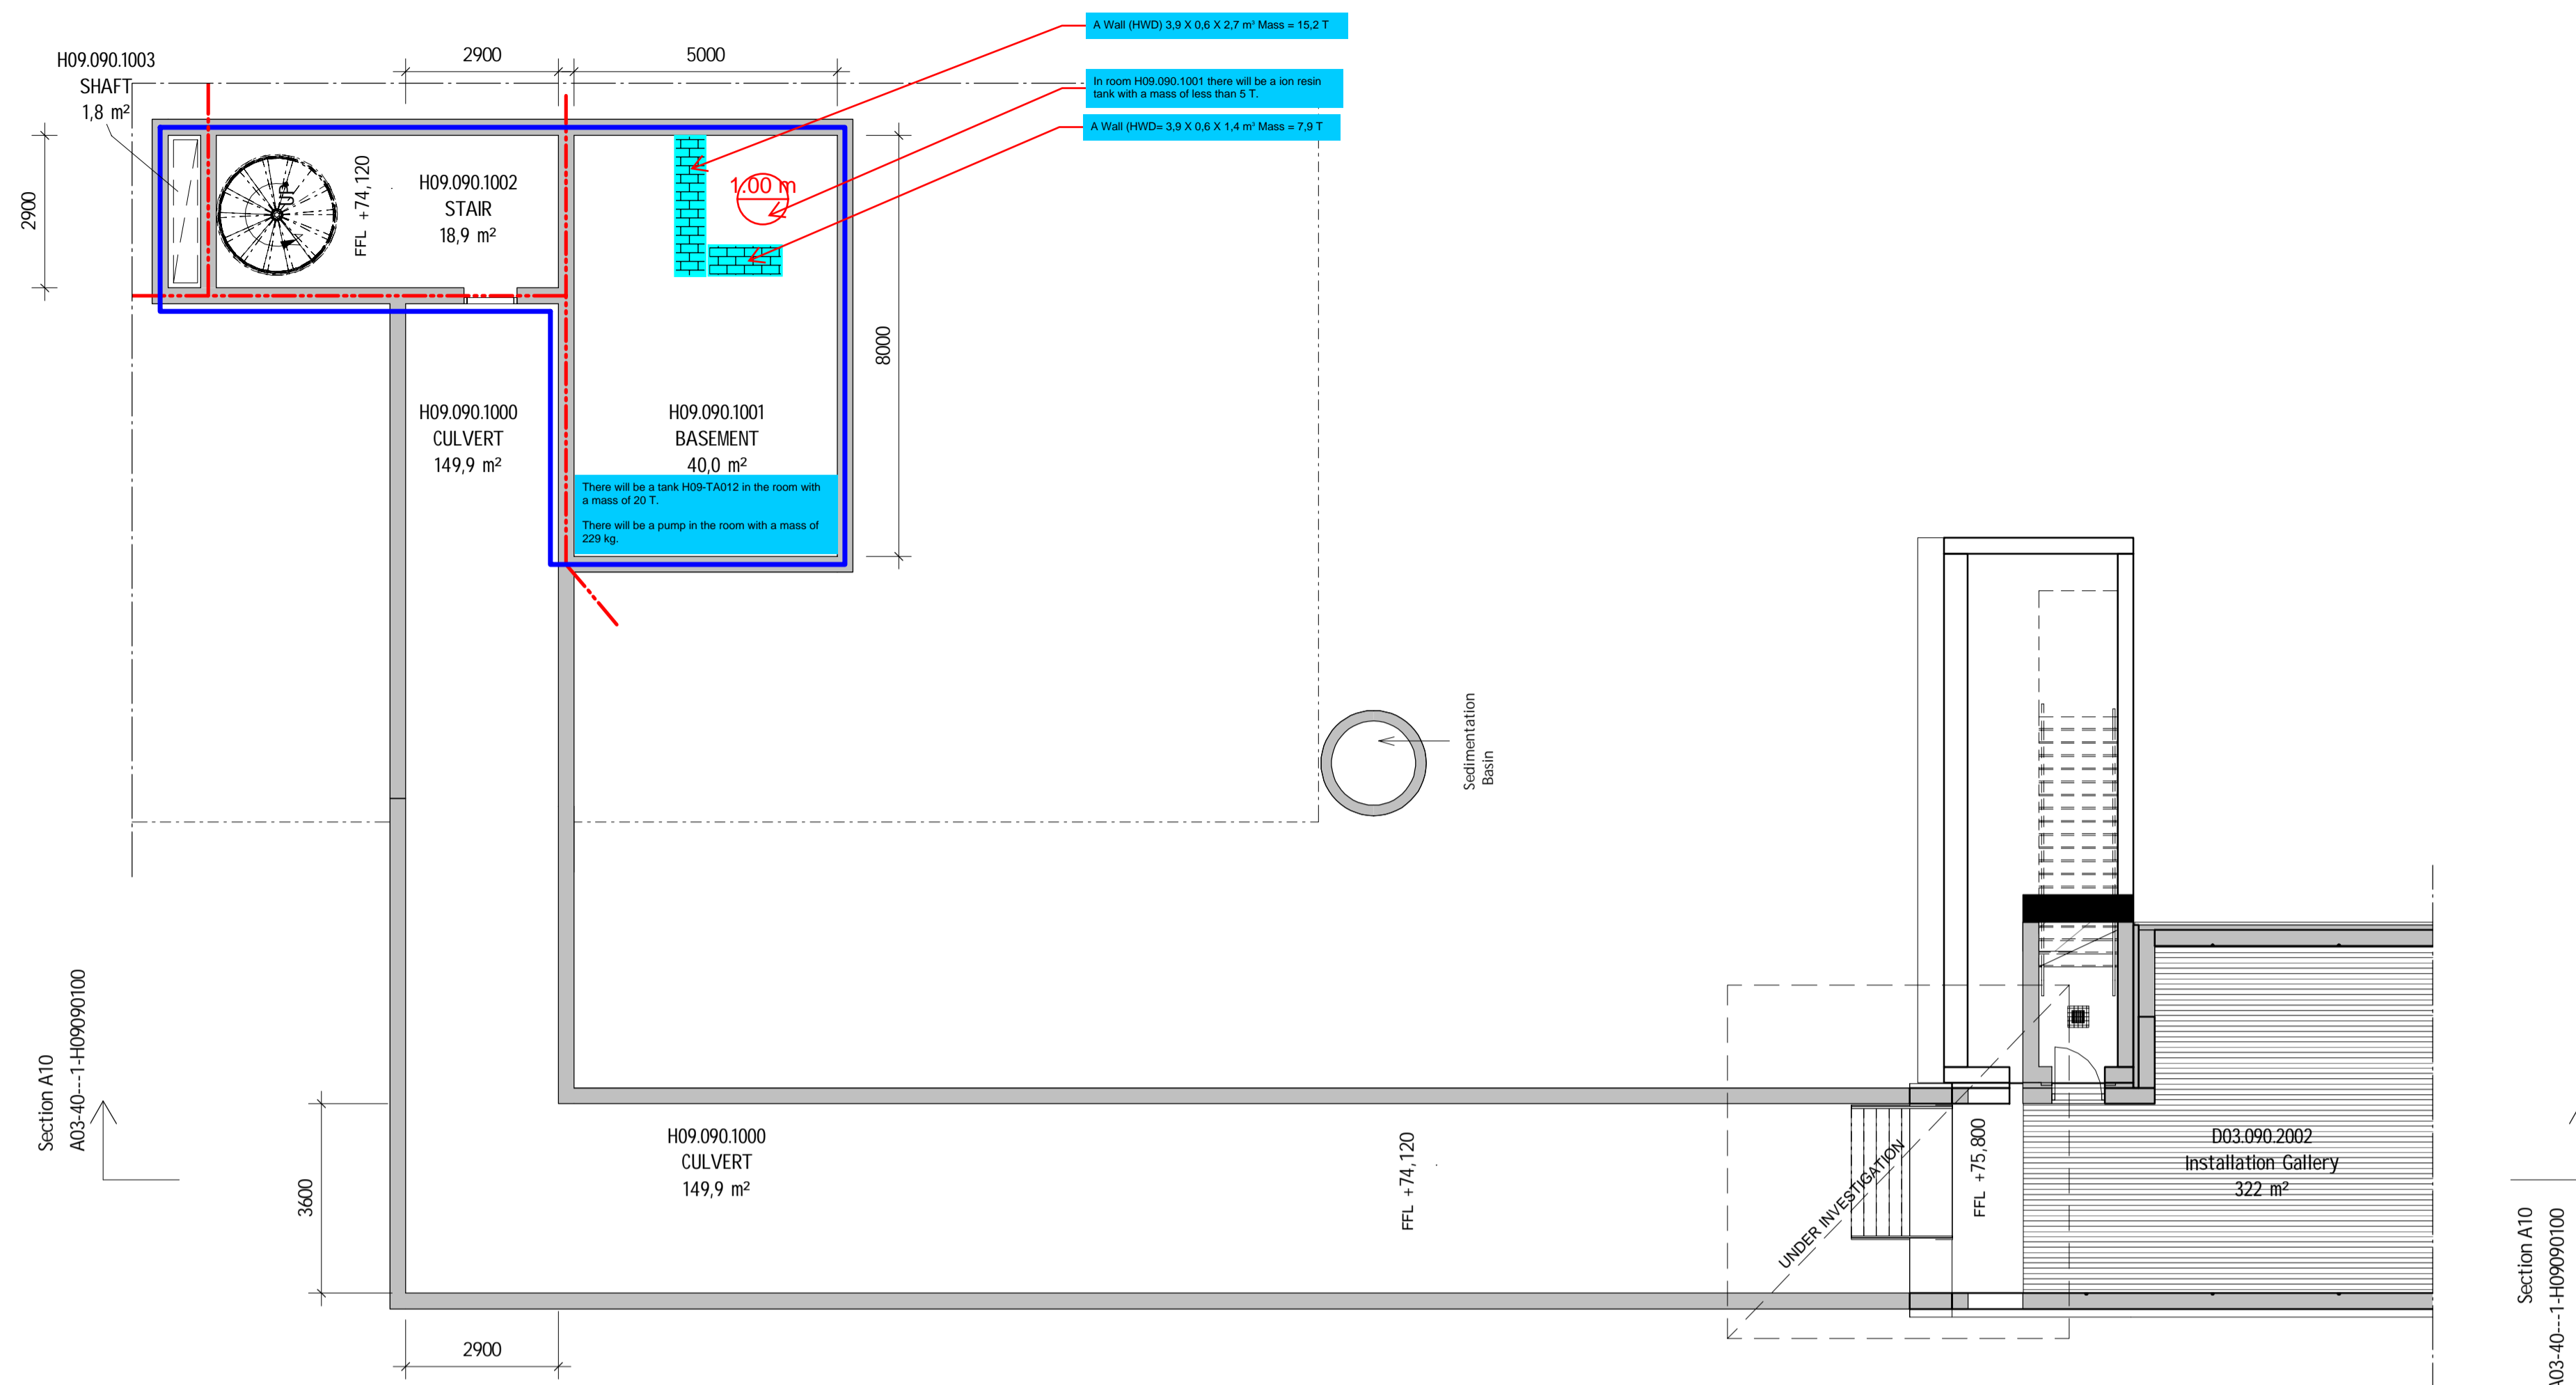 A Wall (HWD) 3,9 X 0,6 X 2,7 m³ Mass = 15,2 T
In room H09.090.1001 there will be a ion resin
tank with a mass of less than 5 T.
A Wall (HWD= 3,9 X 0,6 X 1,4 m³ Mass = 7,9 T
H09.090.1003
SHAFT
1,8 m²
2900
5000
2900
UP
FFL +74,120
H09.090.1002
STAIR
18,9 m²
1.00 m
8000
H09.090.1000
CULVERT
149,9 m²
H09.090.1001
BASEMENT
40,0 m²
There will be a tank H09-TA012 in the room with
a mass of 20 T.
There will be a pump in the room with a mass of
229 kg.
Sedimentation
Basin
Section A10
A03-40---1-H09090100
3600
H09.090.1000
CULVERT
149,9 m²
FFL +74,120
UNDER INVESTIGATION
FFL +75,800
D03.090.2002
Installation Gallery
322 m²
Section A10
A03-40---1-H09090100
2900